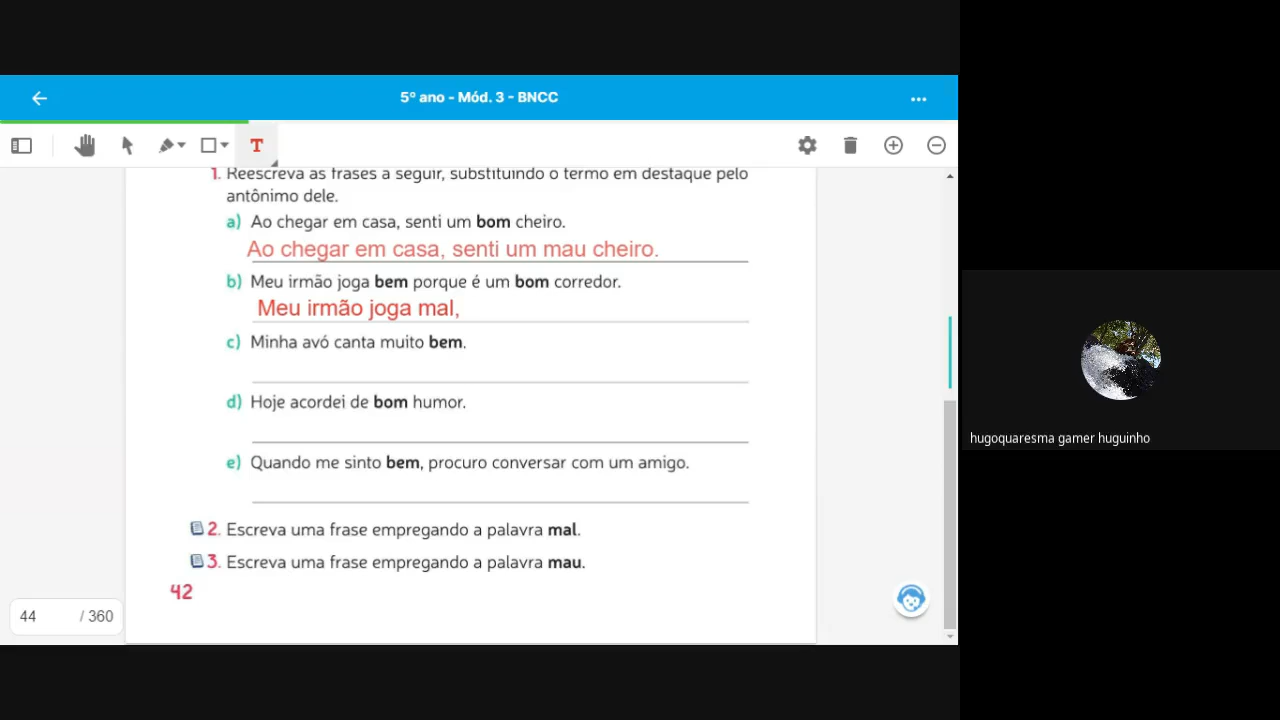 5º ano - Mód. 3 - BNCC
T
1. Reescreva as frases a seguir, substituindo o termo em destaque pelo
antônimo dele.
a) Ao chegar em casa, senti um bom cheiro.
Ao chegar em casa, senti um mau cheiro.
b) Meu irmão joga bem porque é um bom corredor.
Meu irmão joga mal,
c) Minha avó canta muito bem.
d) Hoje acordei de bom humor.
e) Quando me sinto bem, procuro conversar com um amigo.
2. Escreva uma frase empregando a palavra mal.
3. Escreva uma frase empregando a palavra mau.
42
44 / 360
hugoquaresma gamer huguinho